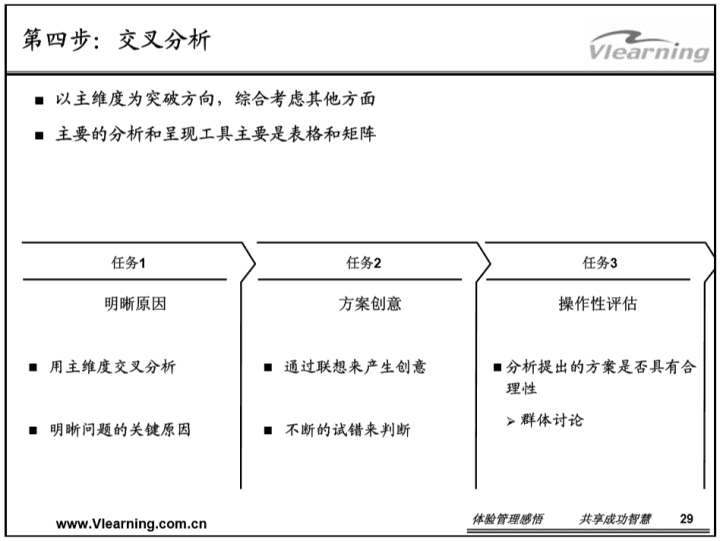 第四步：交叉分析
Vlearning
■ 以主维度为突破方向，综合考虑其他方面
■ 主要的分析和呈现工具主要是表格和矩阵
任务1
明晰原因
■ 用主维度交叉分析
■ 明晰问题的关键原因
任务2
方案创意
■ 通过联想来产生创意
■ 不断的试错来判断
任务3
操作性评估
■ 分析提出的方案是否具有合
理性
➢ 群体讨论
www.Vlearning.com.cn
体验管理感悟 共享成功智慧 29